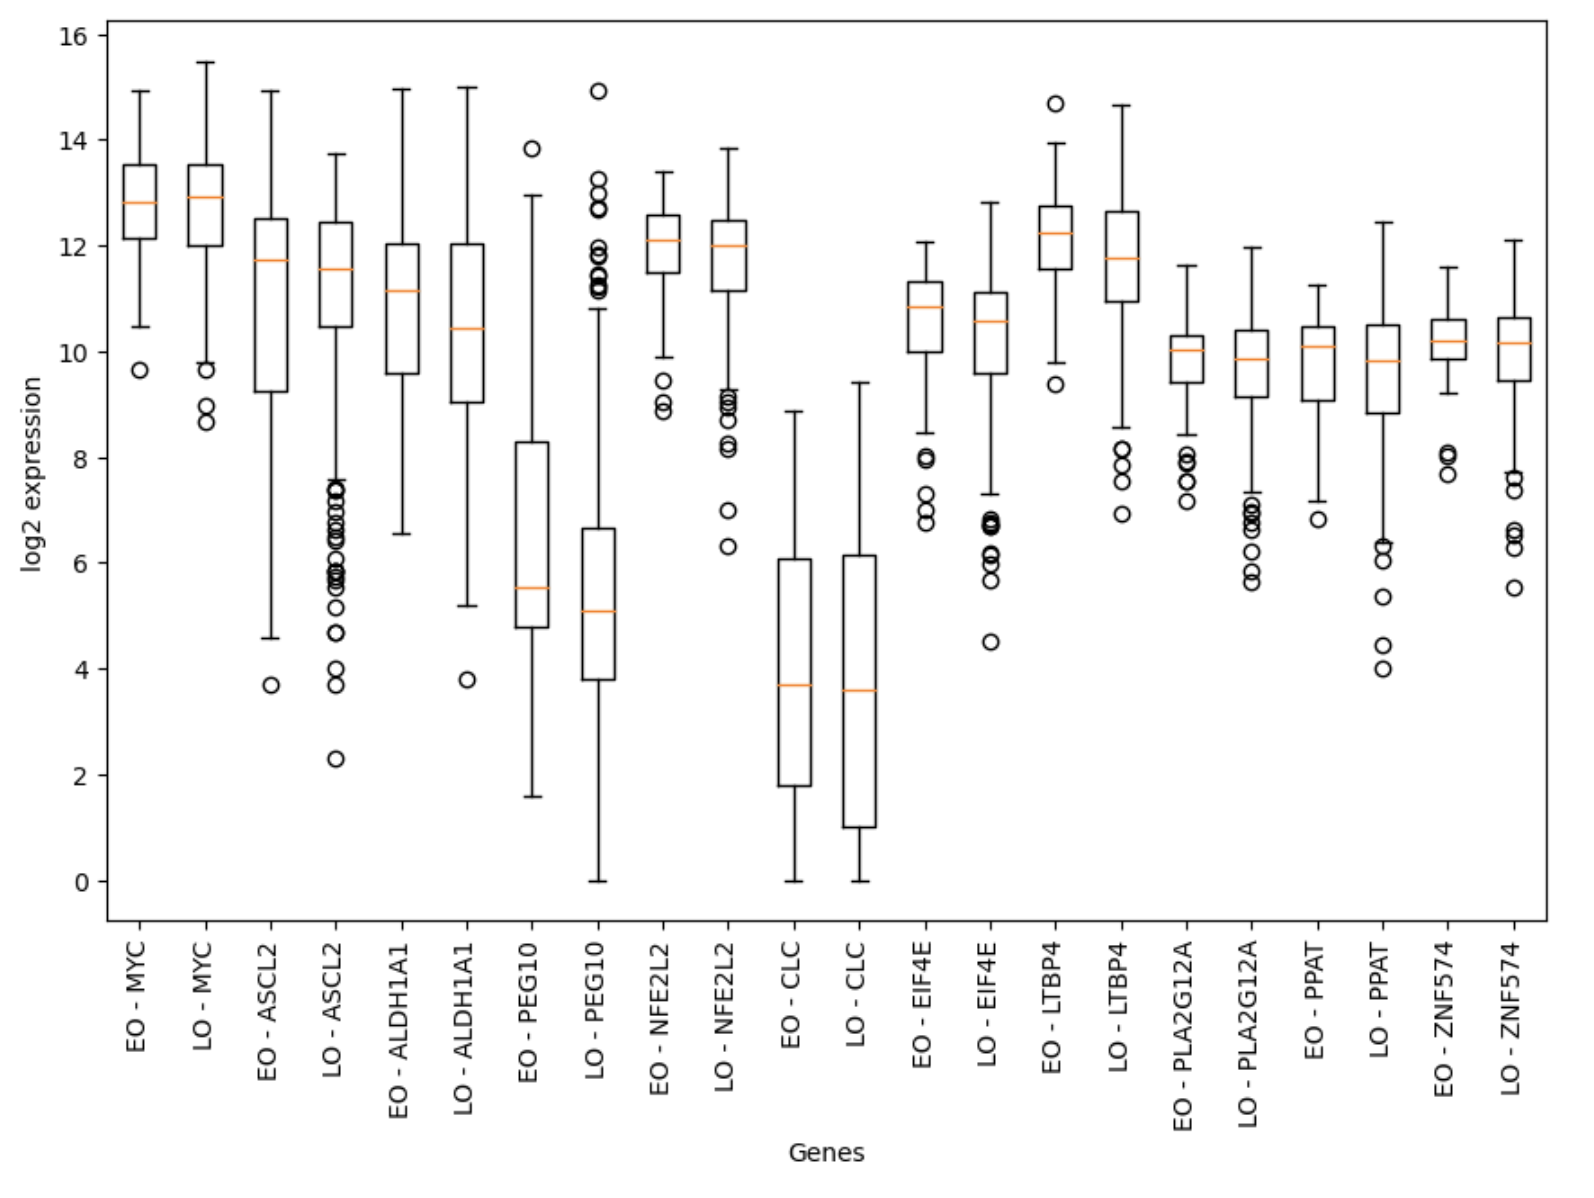 log2 expression
16
14
12
10
8
6
4
2
0
EO - MYC
LO - MYC
EO - ASCL2
LO - ASCL2
EO - ALDH1A1
LO - ALDH1A1
EO - PEG10
LO - PEG10
EO - NFE2L2
LO - NFE2L2
EO - CLC
LO - CLC
EO - EIF4E
LO - EIF4E
EO - LTBP4
LO - LTBP4
EO - PLA2G12A
LO - PLA2G12A
EO - PPAT
LO - PPAT
EO - ZNF574
LO - ZNF574
Genes